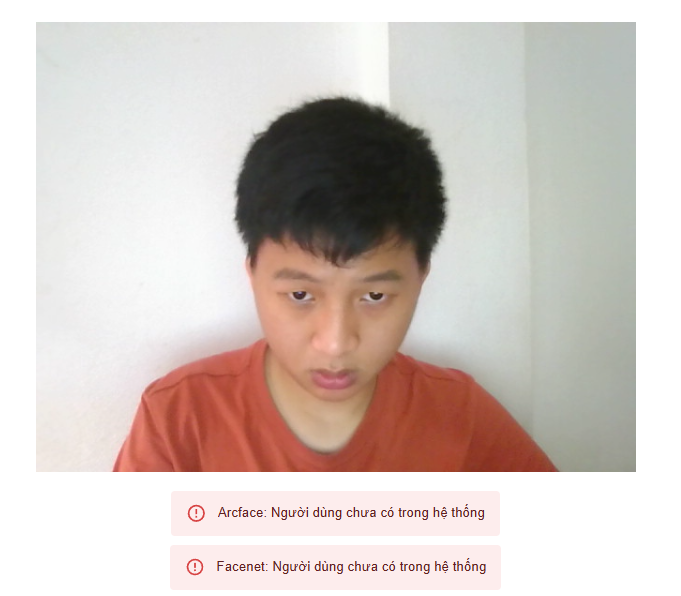 Arcface: Người dùng chưa có trong hệ thống
Facenet: Người dùng chưa có trong hệ thống